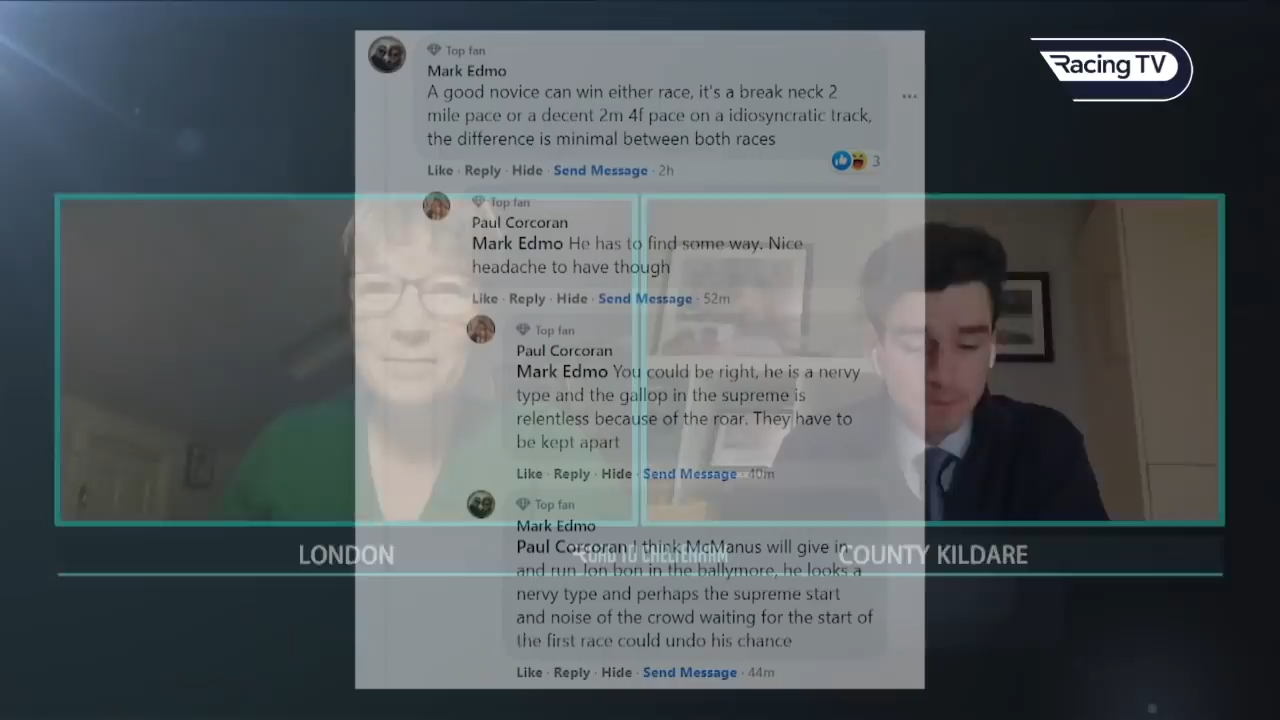 Racing TV
Top fan
Mark Edmo
A good novice can win either race, it's a break neck 2
mile pace or a decent 2m 4f pace on a idiosyncratic track,
the difference is minimal between both races
Like · Reply · Hide · Send Message · 2h
3
Top fan
Paul Corcoran
Mark Edmo He has to find some way. Nice
headache to have though
Like · Reply · Hide · Send Message · 52m
Top fan
Paul Corcoran
Mark Edmo You could be right, he is a nervy
type and the gallop in the supreme is
relentless because of the roar. They have to
be kept apart
Like · Reply · Hide · Send Message · 40m
Top fan
Mark Edmo
Paul Corcoran I think McManus will give in
and run Jon bon in the ballymore, he looks a
nervy type and perhaps the supreme start
and noise of the crowd waiting for the start of
the first race could undo his chance
Like · Reply · Hide · Send Message · 44m
LONDON
ROAD TO CHELTENHAM
COUNTY KILDARE